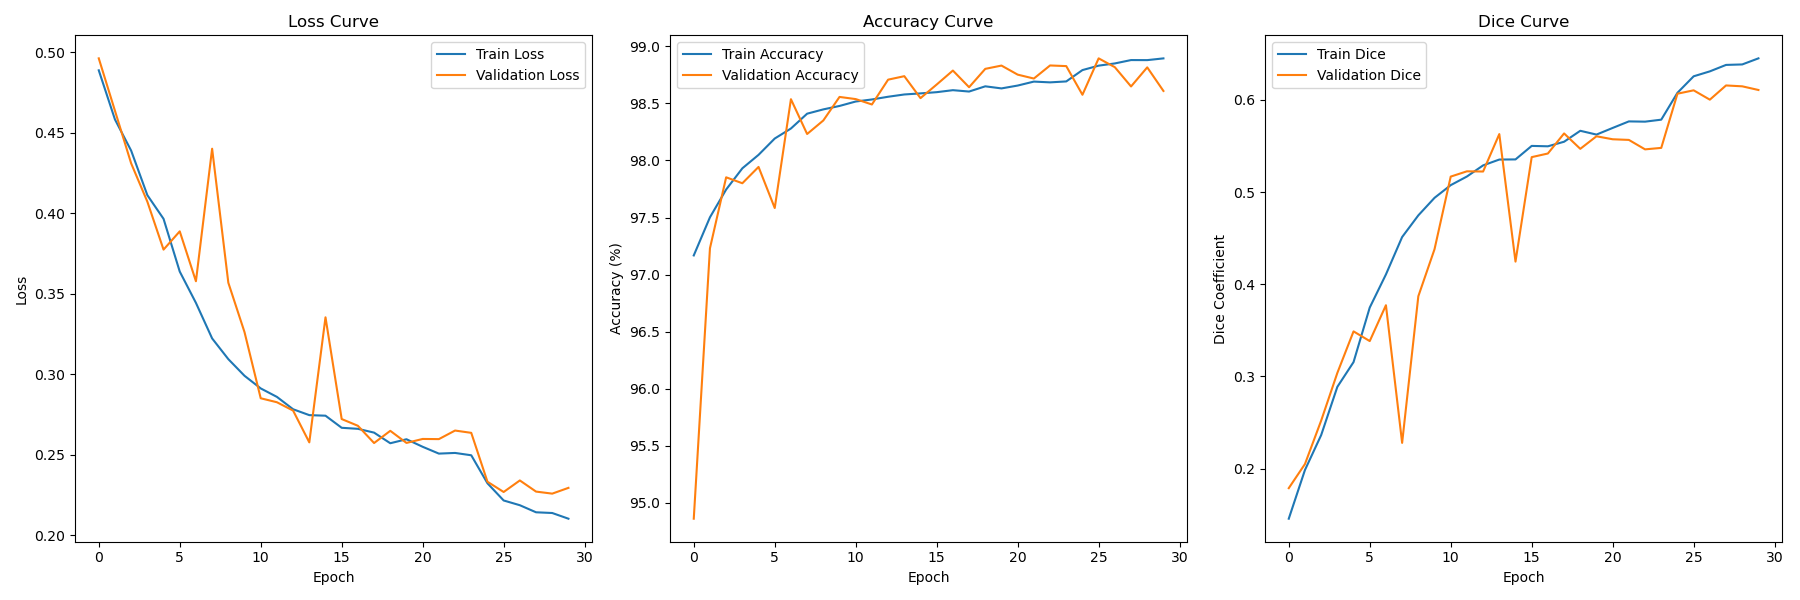 Loss Curve
Train Loss
Validation Loss
0.50
0.45
0.40
0.35
0.30
0.25
0.20
0
5
10
15
20
25
30
Loss
Epoch
Accuracy Curve
Train Accuracy
Validation Accuracy
99.0
98.5
98.0
97.5
97.0
96.5
96.0
95.5
95.0
0
5
10
15
20
25
30
Accuracy (%)
Epoch
Dice Curve
Train Dice
Validation Dice
0.6
0.5
0.4
0.3
0.2
0
5
10
15
20
25
30
Dice Coefficient
Epoch